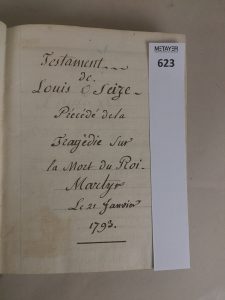 Testament
de
Louis Seize
Précédé de la
Tragédie sur
la Mort du Roi-
Martyr
Le 21 Janvier
1793.
METAYER
623